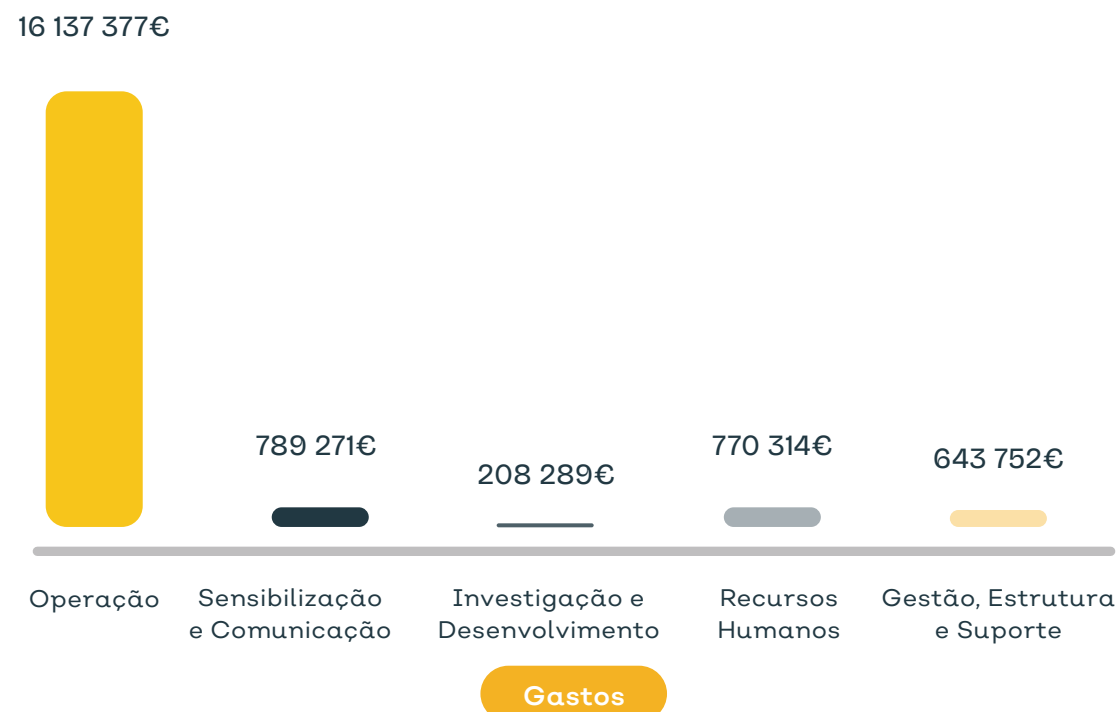 16 137 377€
789 271€
208 289€
770 314€
643 752€
Operação
Sensibilização
e Comunicação
Investigação e
Desenvolvimento
Recursos
Humanos
Gestão, Estrutura
e Suporte
Gastos